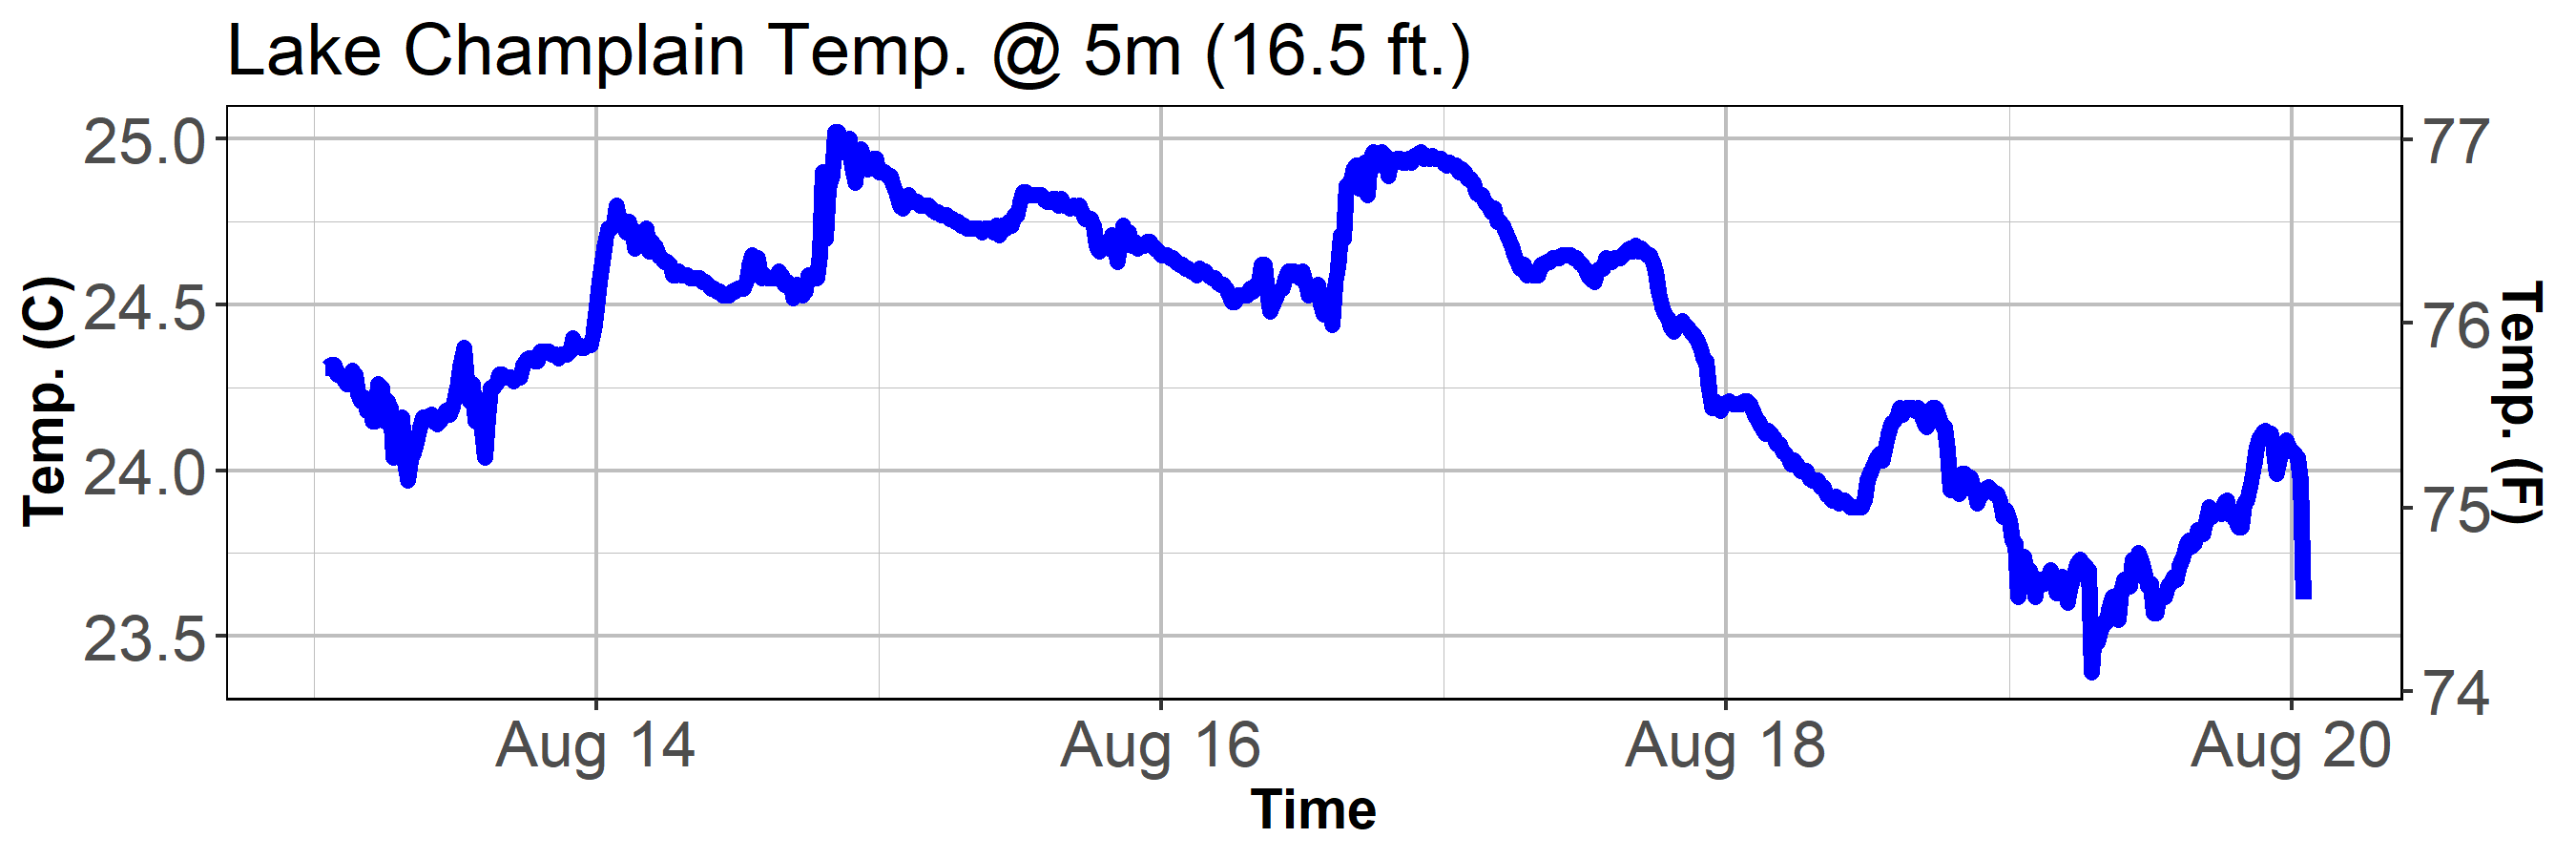 Lake Champlain Temp. @ 5m (16.5 ft.)
Temp. (C)
25.0
24.5
24.0
23.5
77
76
75
74
Temp. (F)
Aug 14
Aug 16
Aug 18
Aug 20
Time